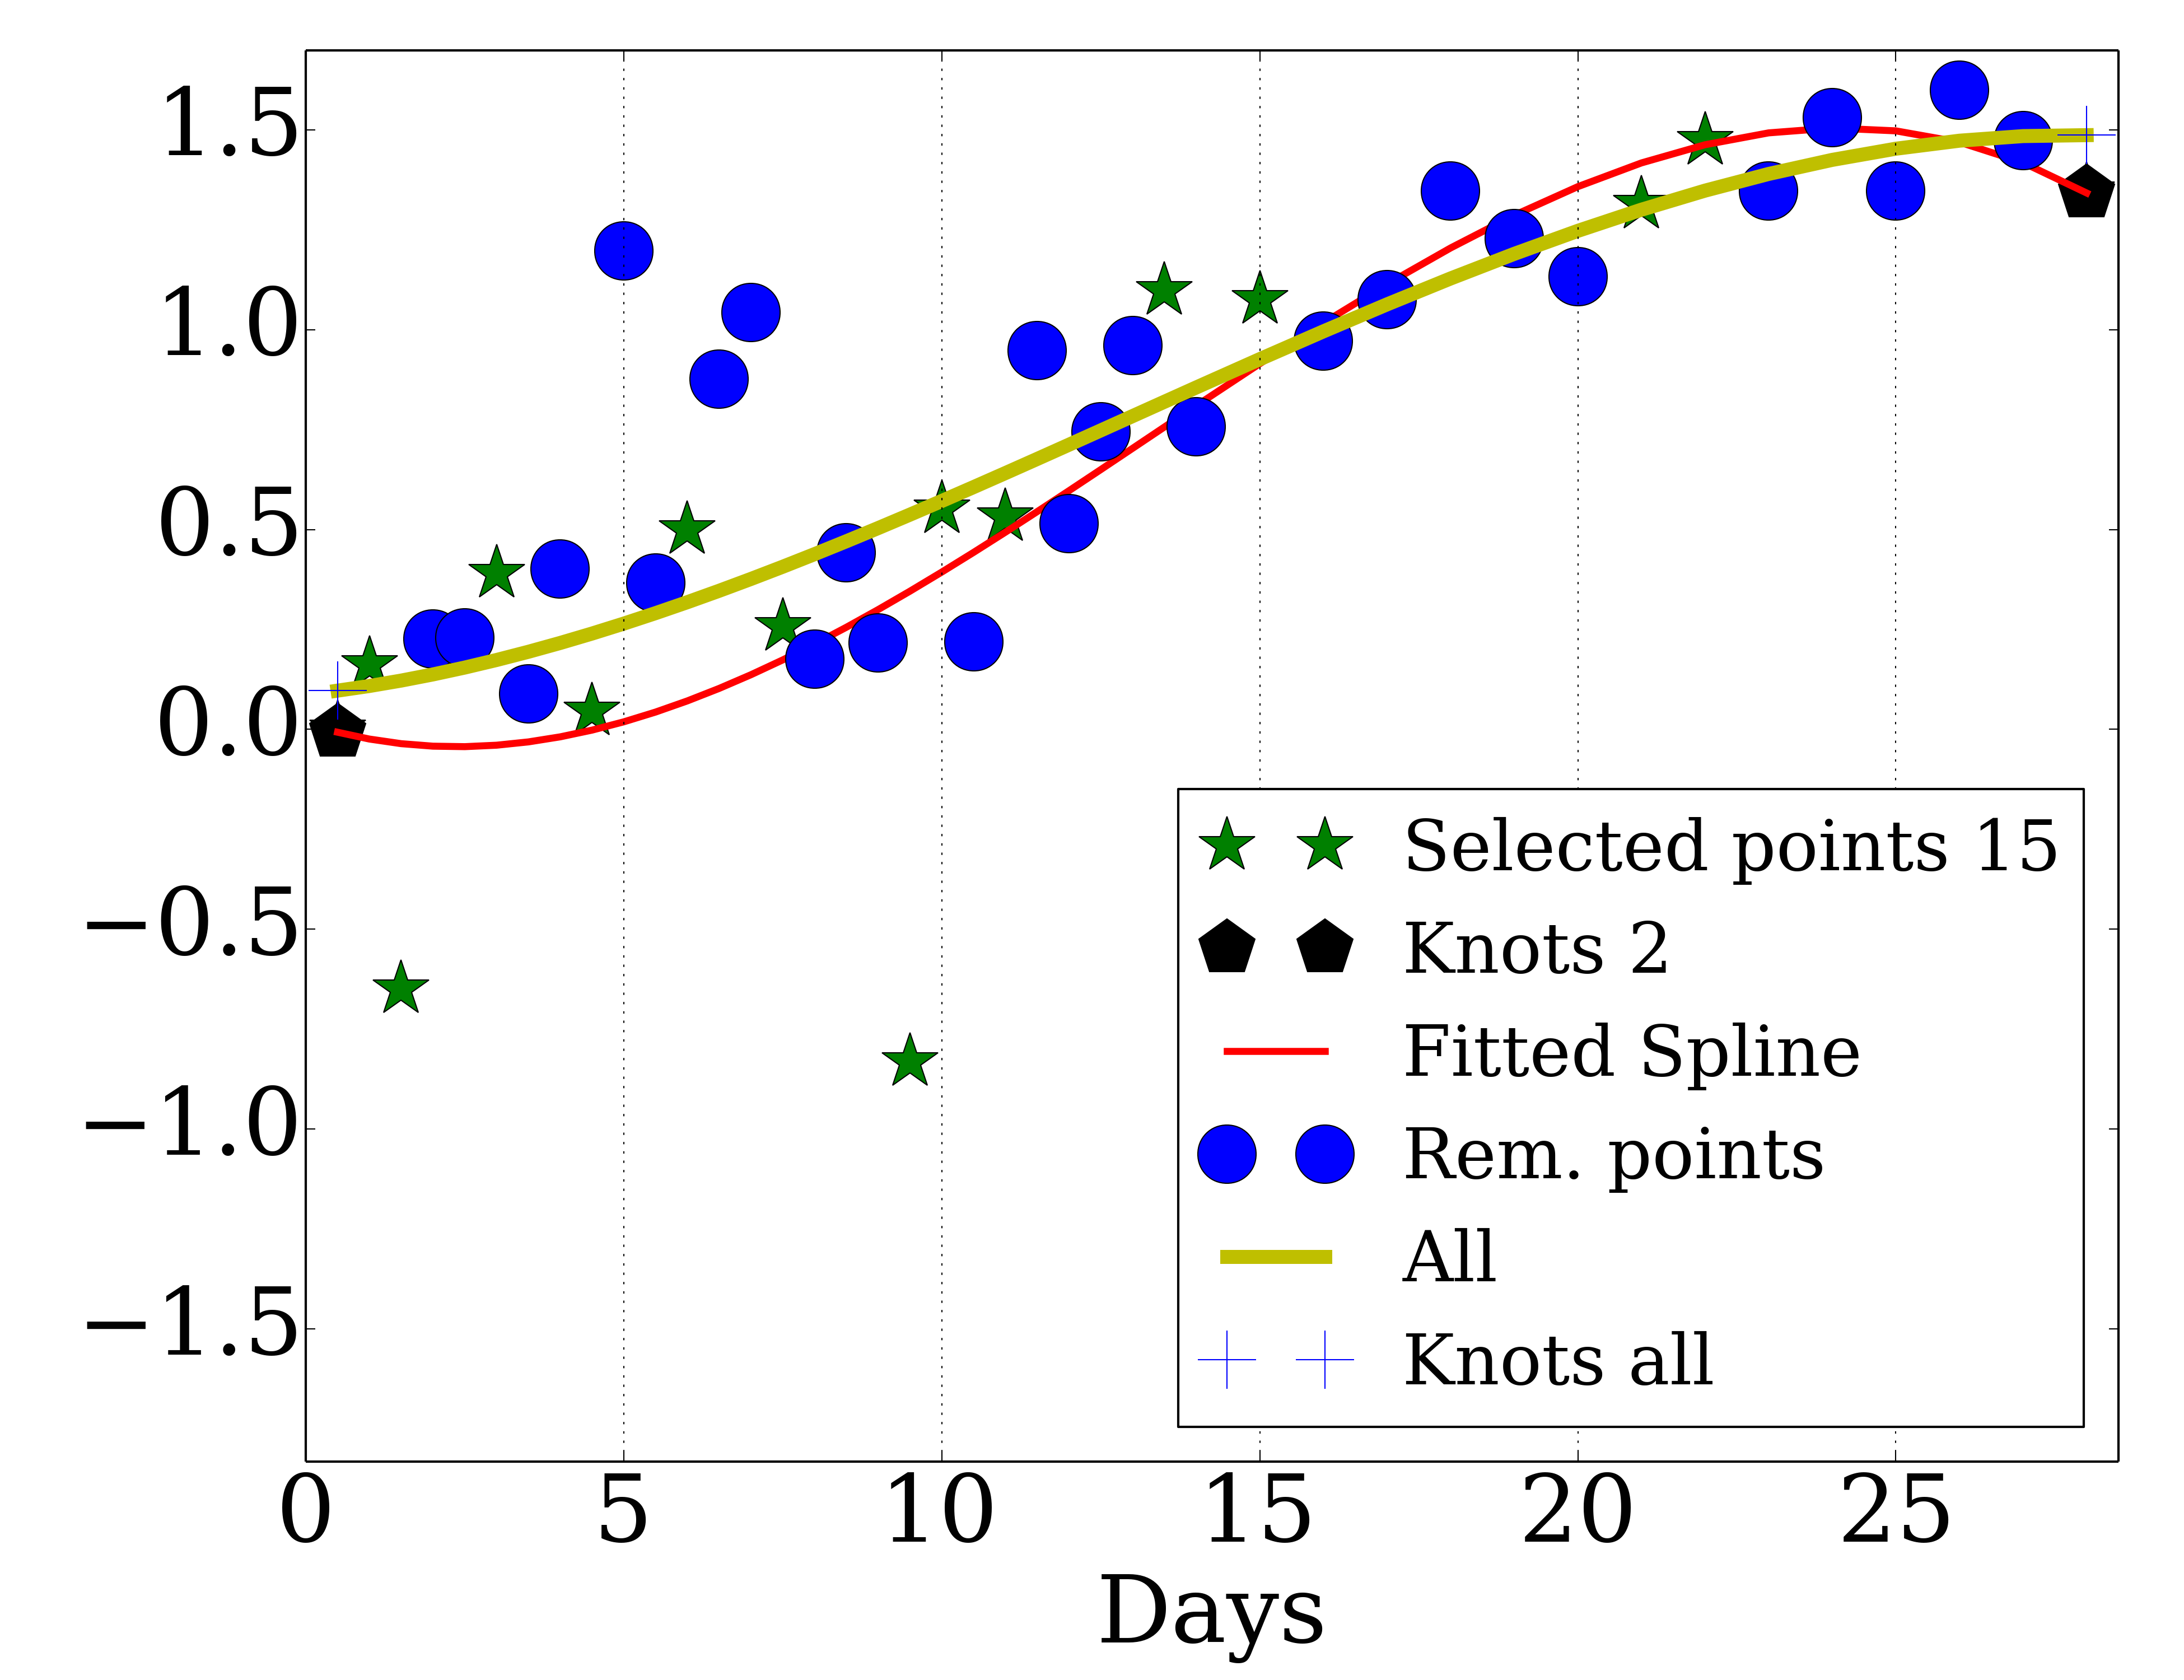 1.5
1.0
0.5
0.0
−0.5
−1.0
−1.5
Selected points 15
Knots 2
Fitted Spline
Rem. points
All
Knots all
0 5 10 15 20 25
Days